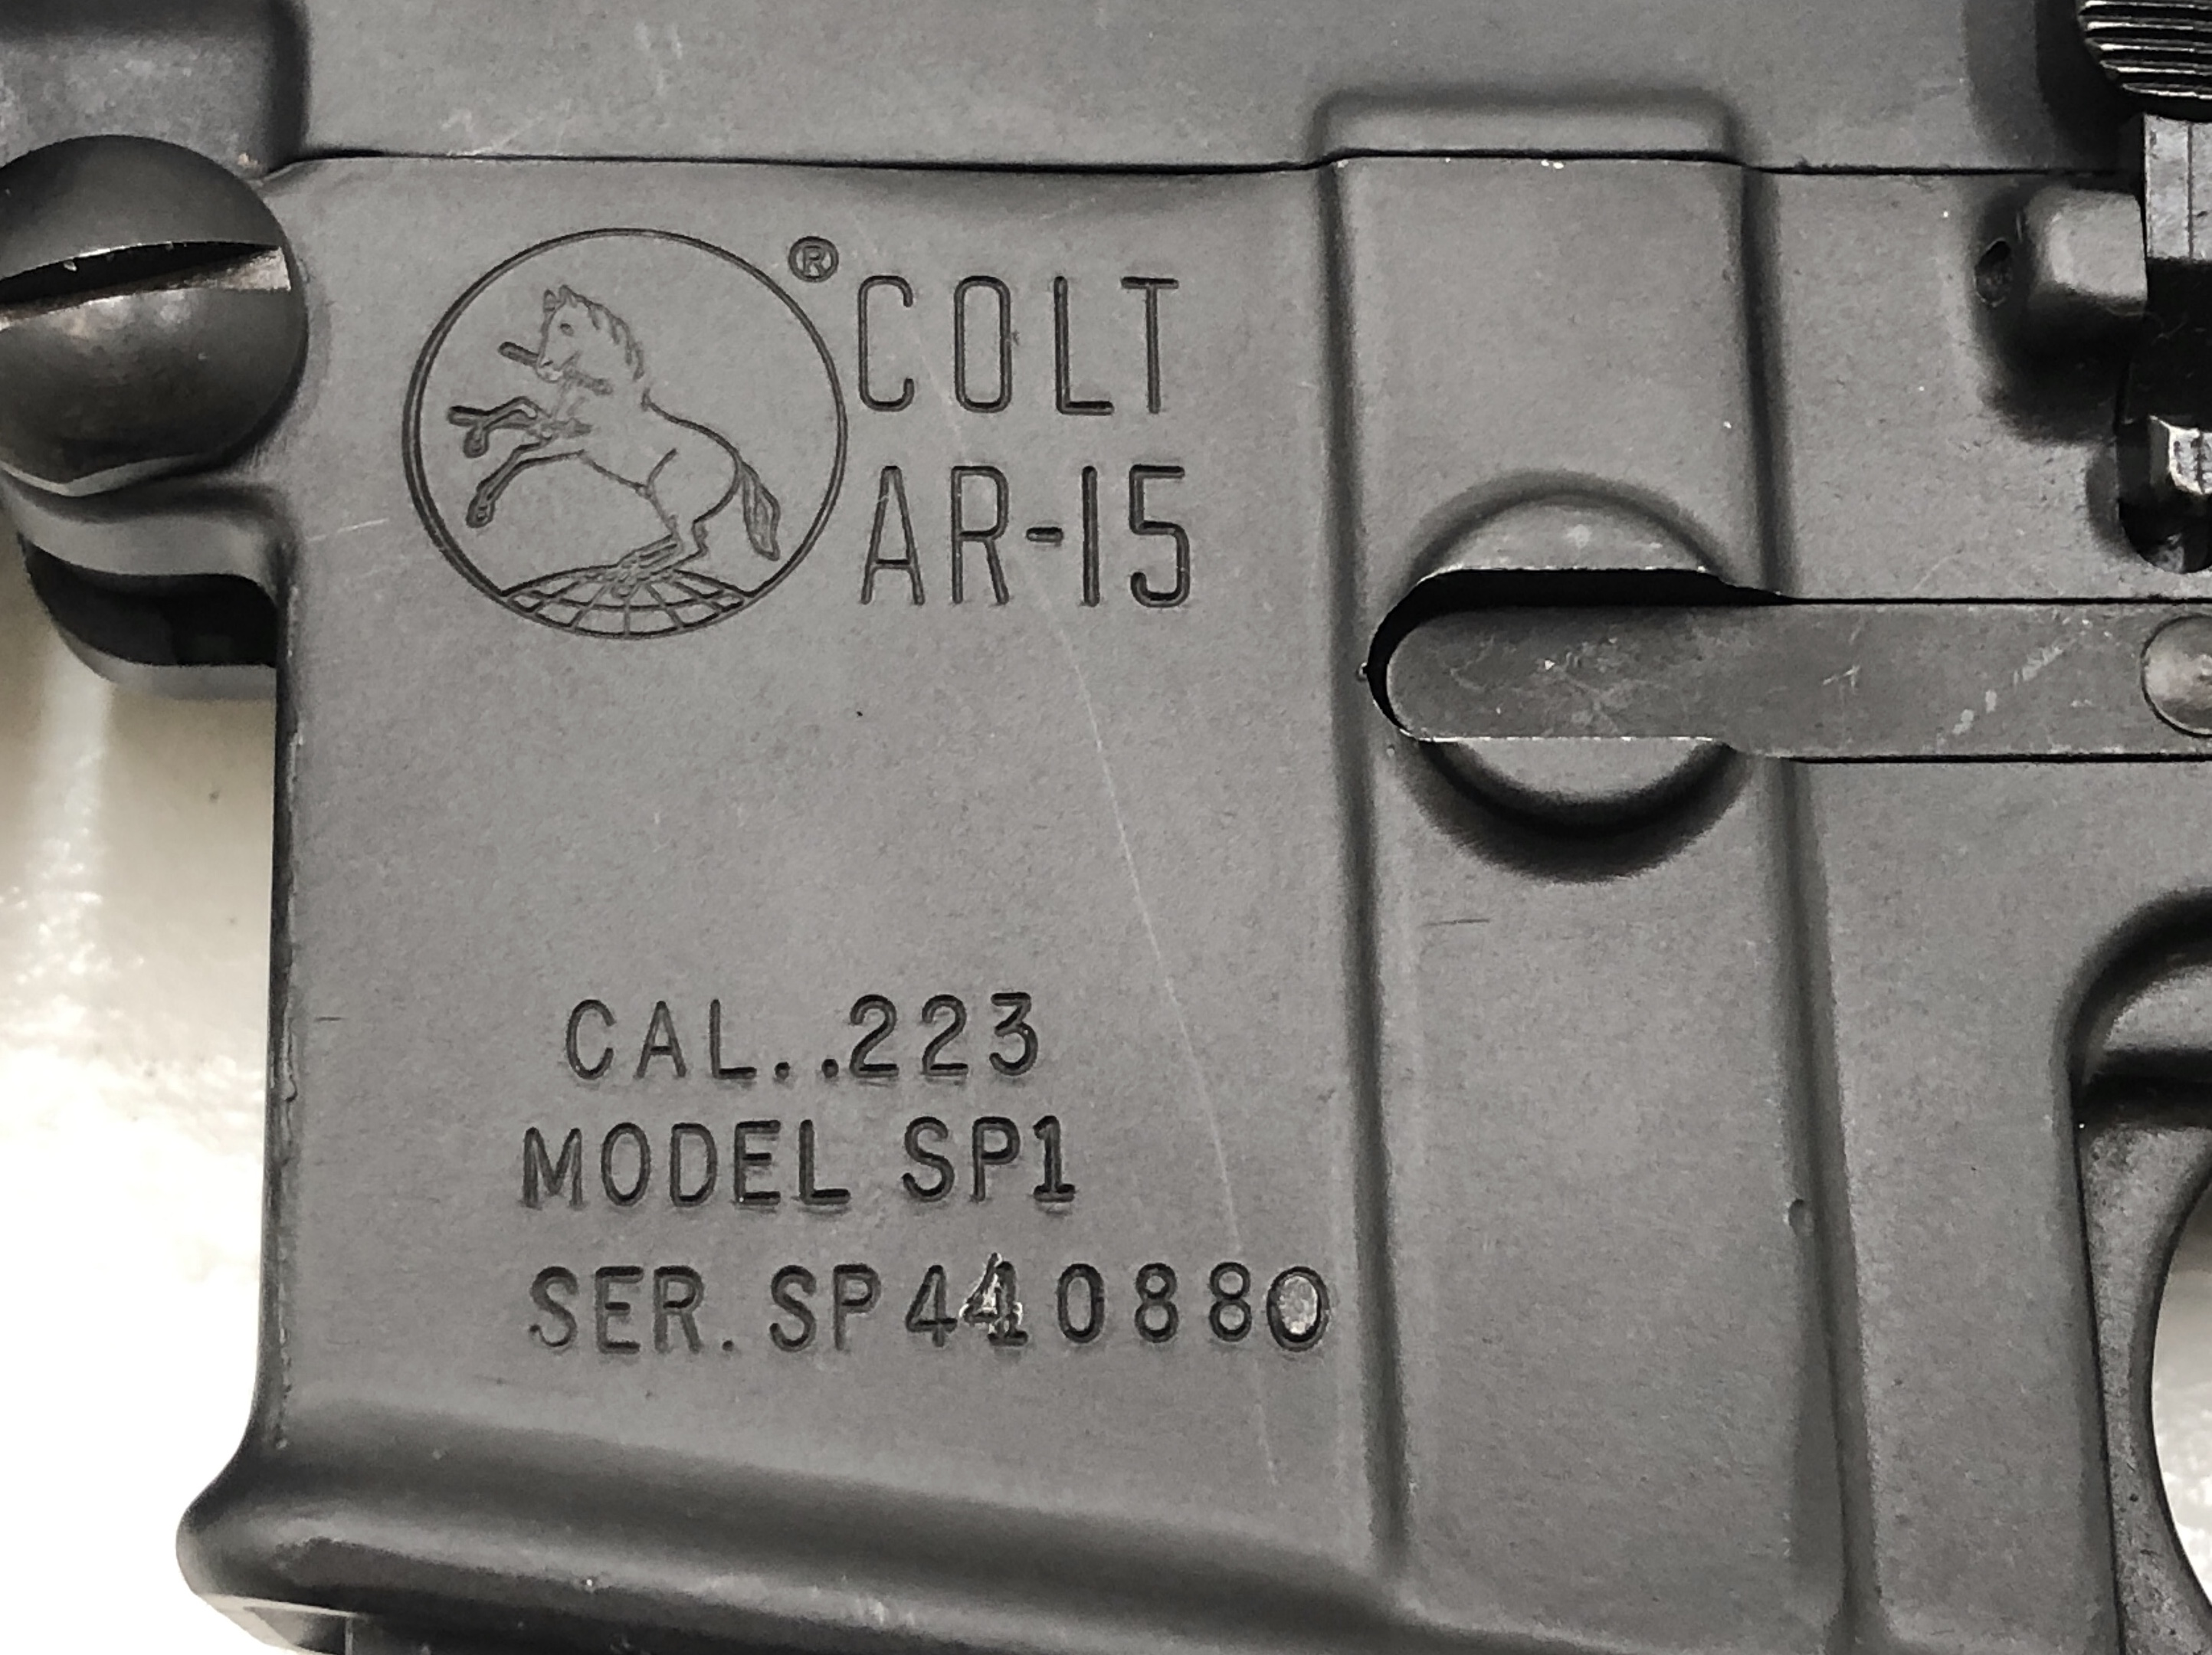 ®
COLT
AR-15
CAL..223
MODEL SP1
SER. SP440880